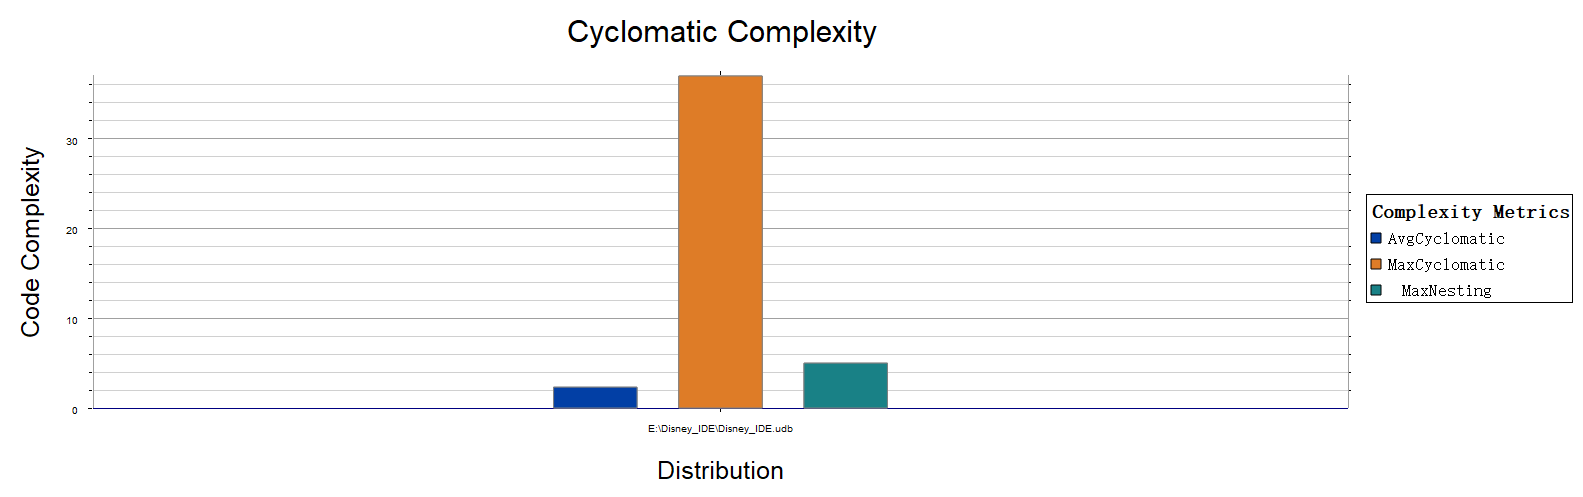 Cyclomatic Complexity
Code Complexity
30
20
10
0
E:\Disney_IDE\Disney_IDE.udb
Distribution
Complexity Metrics
AvgCyclomatic
MaxCyclomatic
MaxNesting